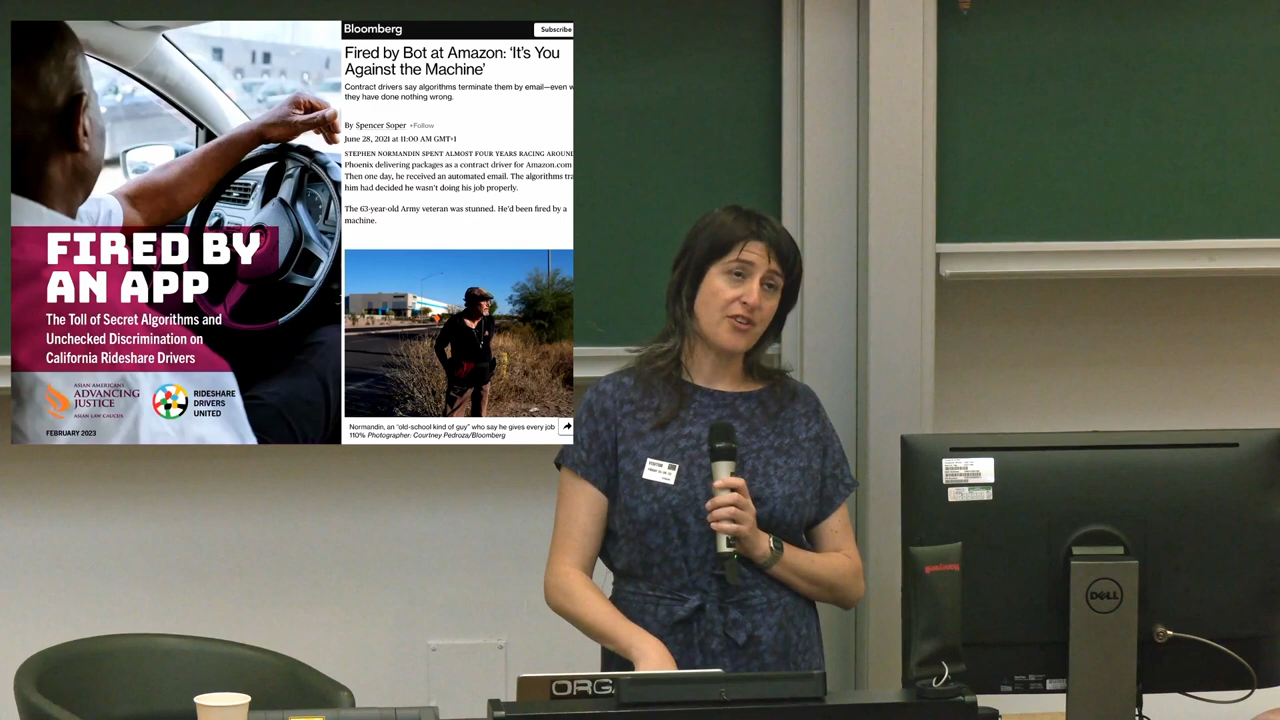 FIRED BY
AN APP
The Toll of Secret Algorithms and
Unchecked Discrimination on
California Rideshare Drivers
ASIAN AMERICANS
ADVANCING
JUSTICE
ASIAN LAW CAUCUS
RIDESHARE
DRIVERS
UNITED
FEBRUARY 2023
Bloomberg
Subscribe
Fired by Bot at Amazon: ‘It’s You
Against the Machine’
Contract drivers say algorithms terminate them by email—even w
they have done nothing wrong.
By Spencer Soper +Follow
June 28, 2021 at 11:00 AM GMT+1
STEPHEN NORMANDIN SPENT ALMOST FOUR YEARS RACING AROUND
Phoenix delivering packages as a contract driver for Amazon.com
Then one day, he received an automated email. The algorithms tra
him had decided he wasn’t doing his job properly.
The 63-year-old Army veteran was stunned. He’d been fired by a
machine.
Normandin, an “old-school kind of guy” who say he gives every job
110% Photographer: Courtney Pedroza/Bloomberg
VISITOR
Honeywell
DELL
ORG